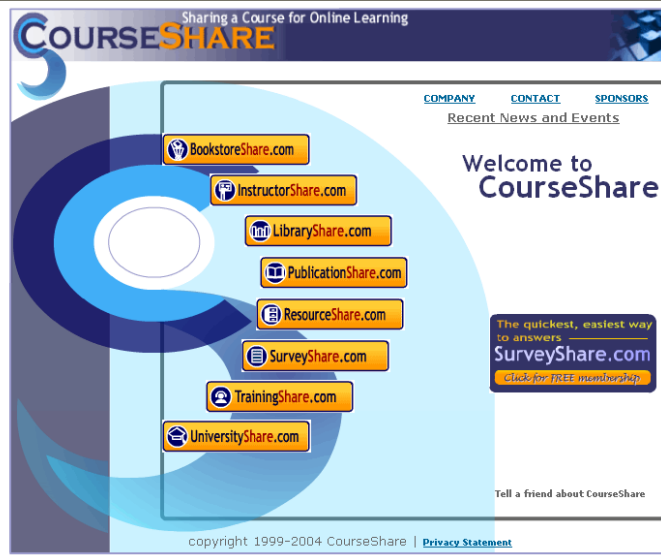 Sharing a Course for Online Learning
COURSESHARE
COMPANY CONTACT SPONSORS
Recent News and Events
Welcome to
CourseShare
BookstoreShare.com
InstructorShare.com
LibraryShare.com
PublicationShare.com
ResourceShare.com
SurveyShare.com
TrainingShare.com
UniversityShare.com
The quickest, easiest way
to answers
SurveyShare.com
Click for FREE membership
Tell a friend about CourseShare
copyright 1999-2004 CourseShare | Privacy Statement